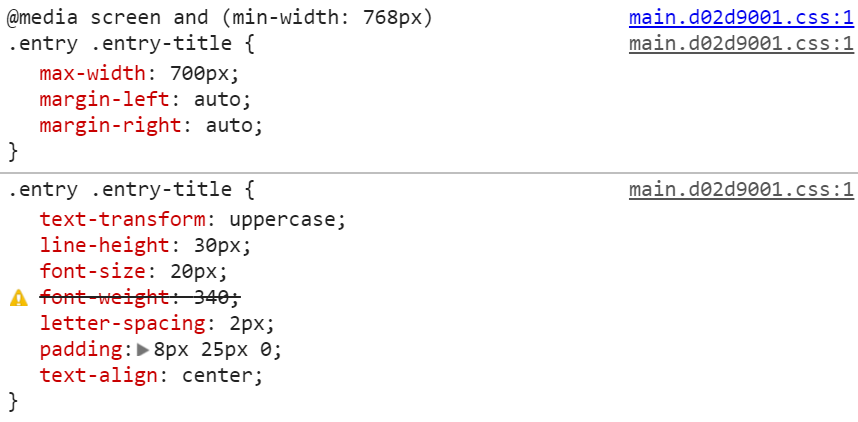 @media screen and (min-width: 768px) main.d02d9001.css:1
.entry .entry-title { main.d02d9001.css:1
max-width: 700px;
margin-left: auto;
margin-right: auto;
}
.entry .entry-title { main.d02d9001.css:1
text-transform: uppercase;
line-height: 30px;
font-size: 20px;
font-weight: 340;
letter-spacing: 2px;
padding: 8px 25px 0;
text-align: center;
}